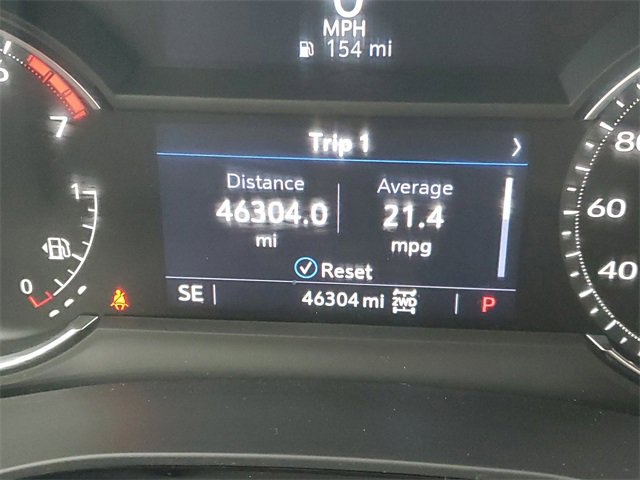 0
MPH
154 mi
6
7
Trip 1 >
Distance
Average
46304.0
21.4
mi
mpg
Reset
1
0
SE
46304 mi
2WD
P
80
60
40